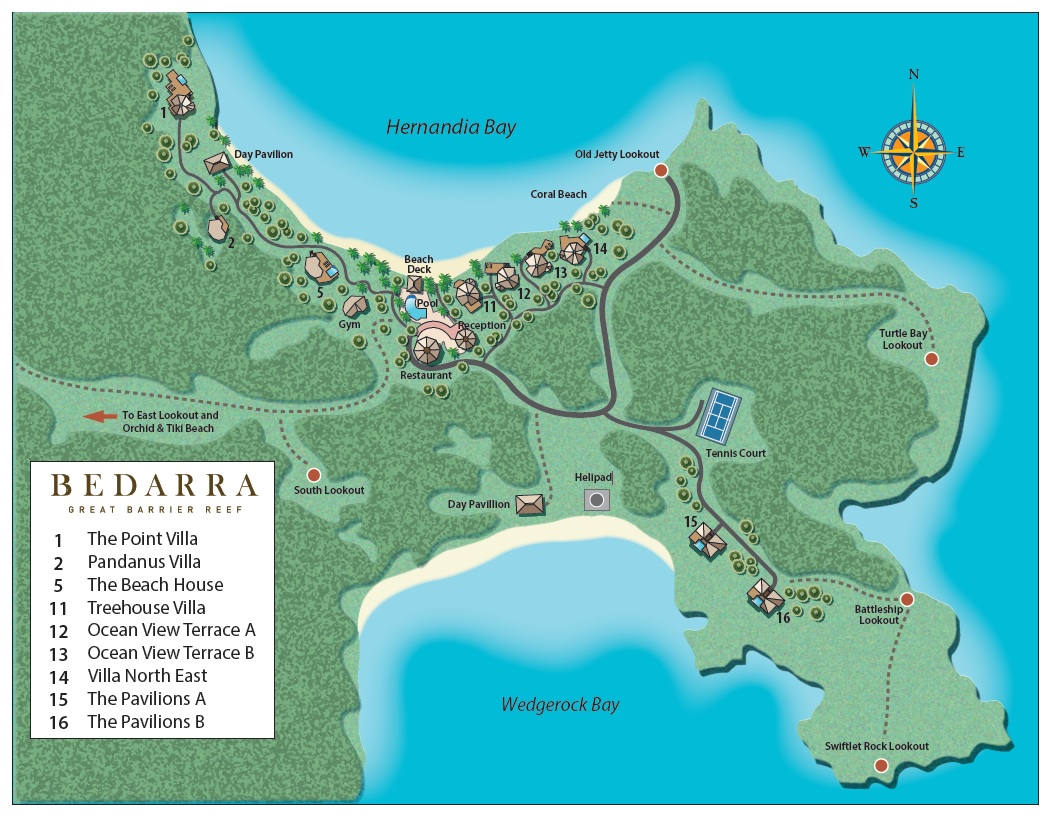 N
W
E
S
Hernandia Bay
Old Jetty Lookout
Coral Beach
1
Day Pavilion
2
5
Gym
Beach
Deck
Pool
11
12
13
14
Reception
Restaurant
Turtle Bay
Lookout
To East Lookout and
Orchid & Tiki Beach
South Lookout
Tennis Court
Helipad
Day Pavillion
15
16
Battleship
Lookout
Wedgerock Bay
Swiftlet Rock Lookout
BEDARRA
GREAT BARRIER REEF
1 The Point Villa
2 Pandanus Villa
5 The Beach House
11 Treehouse Villa
12 Ocean View Terrace A
13 Ocean View Terrace B
14 Villa North East
15 The Pavilions A
16 The Pavilions B